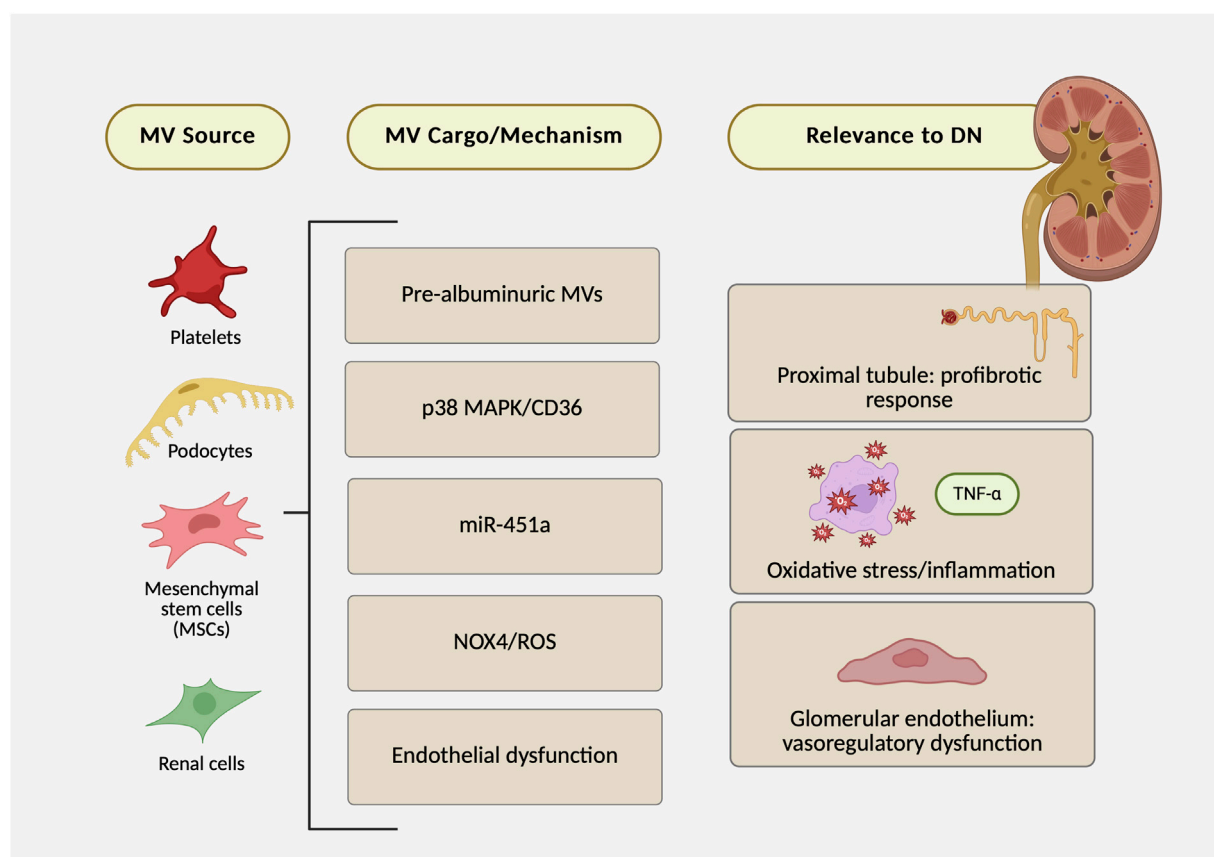 MV Source
MV Cargo/Mechanism
Relevance to DN
Platelets
Podocytes
Mesenchymal
stem cells
(MSCs)
Renal cells
Pre-albuminuric MVs
p38 MAPK/CD36
miR-451a
NOX4/ROS
Endothelial dysfunction
Proximal tubule: profibrotic
response
TNF-α
Oxidative stress/inflammation
Glomerular endothelium:
vasoregulatory dysfunction